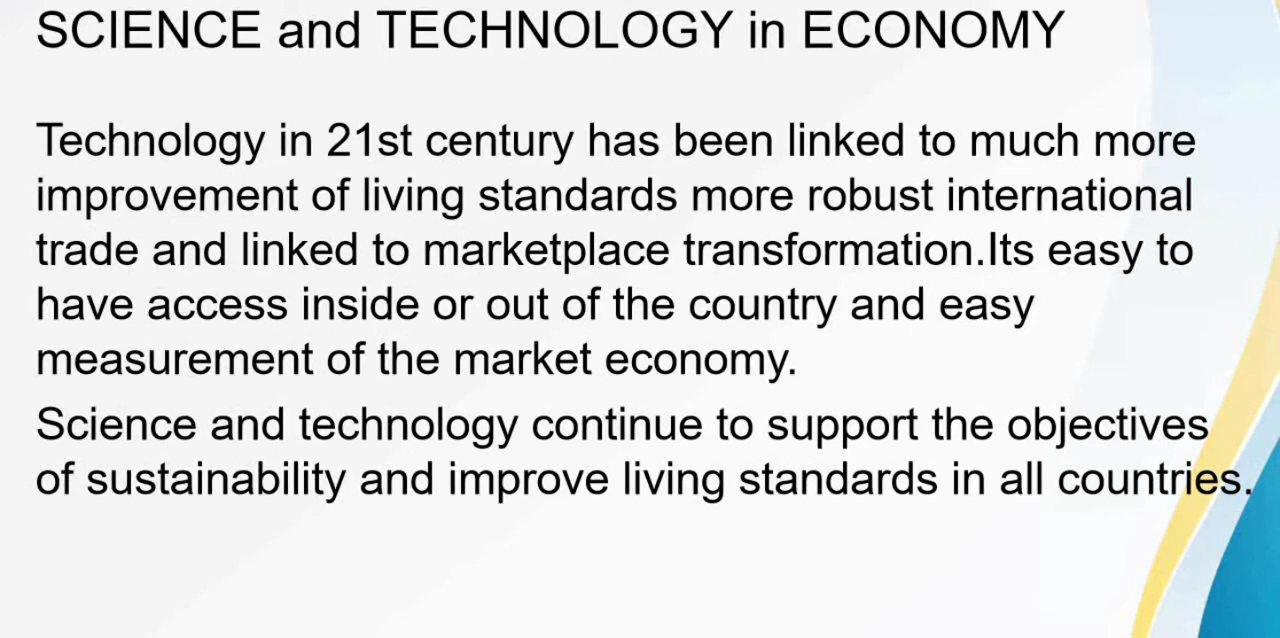 SCIENCE and TECHNOLOGY in ECONOMY
Technology in 21st century has been linked to much more
improvement of living standards more robust international
trade and linked to marketplace transformation.Its easy to
have access inside or out of the country and easy
measurement of the market economy.
Science and technology continue to support the objectives
of sustainability and improve living standards in all countries.